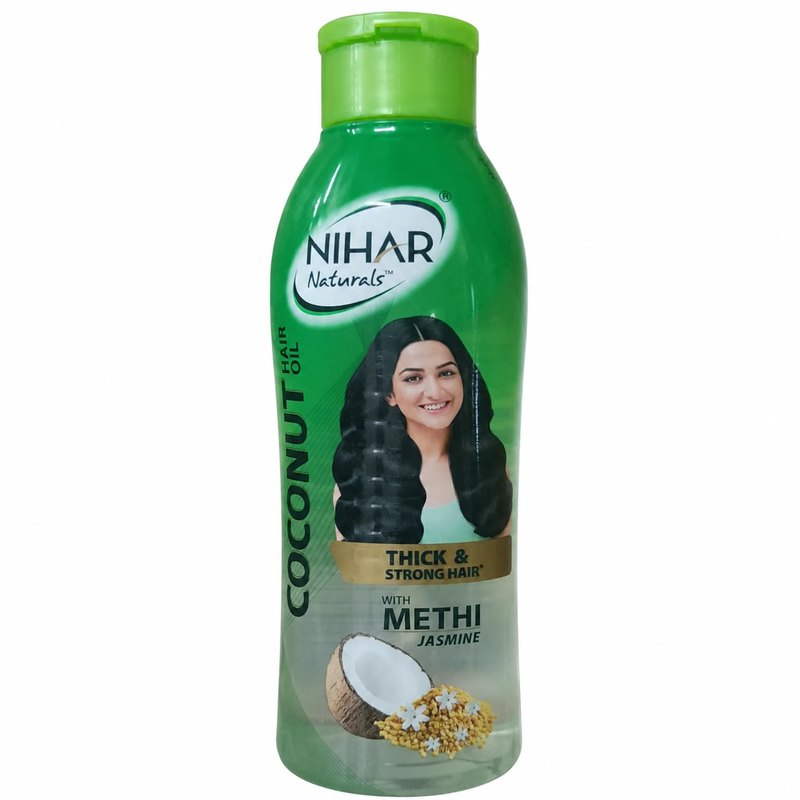 ®
NIHAR
Naturals™
COCONUT
HAIR
OIL
THICK &
STRONG HAIR*
WITH
METHI
JASMINE